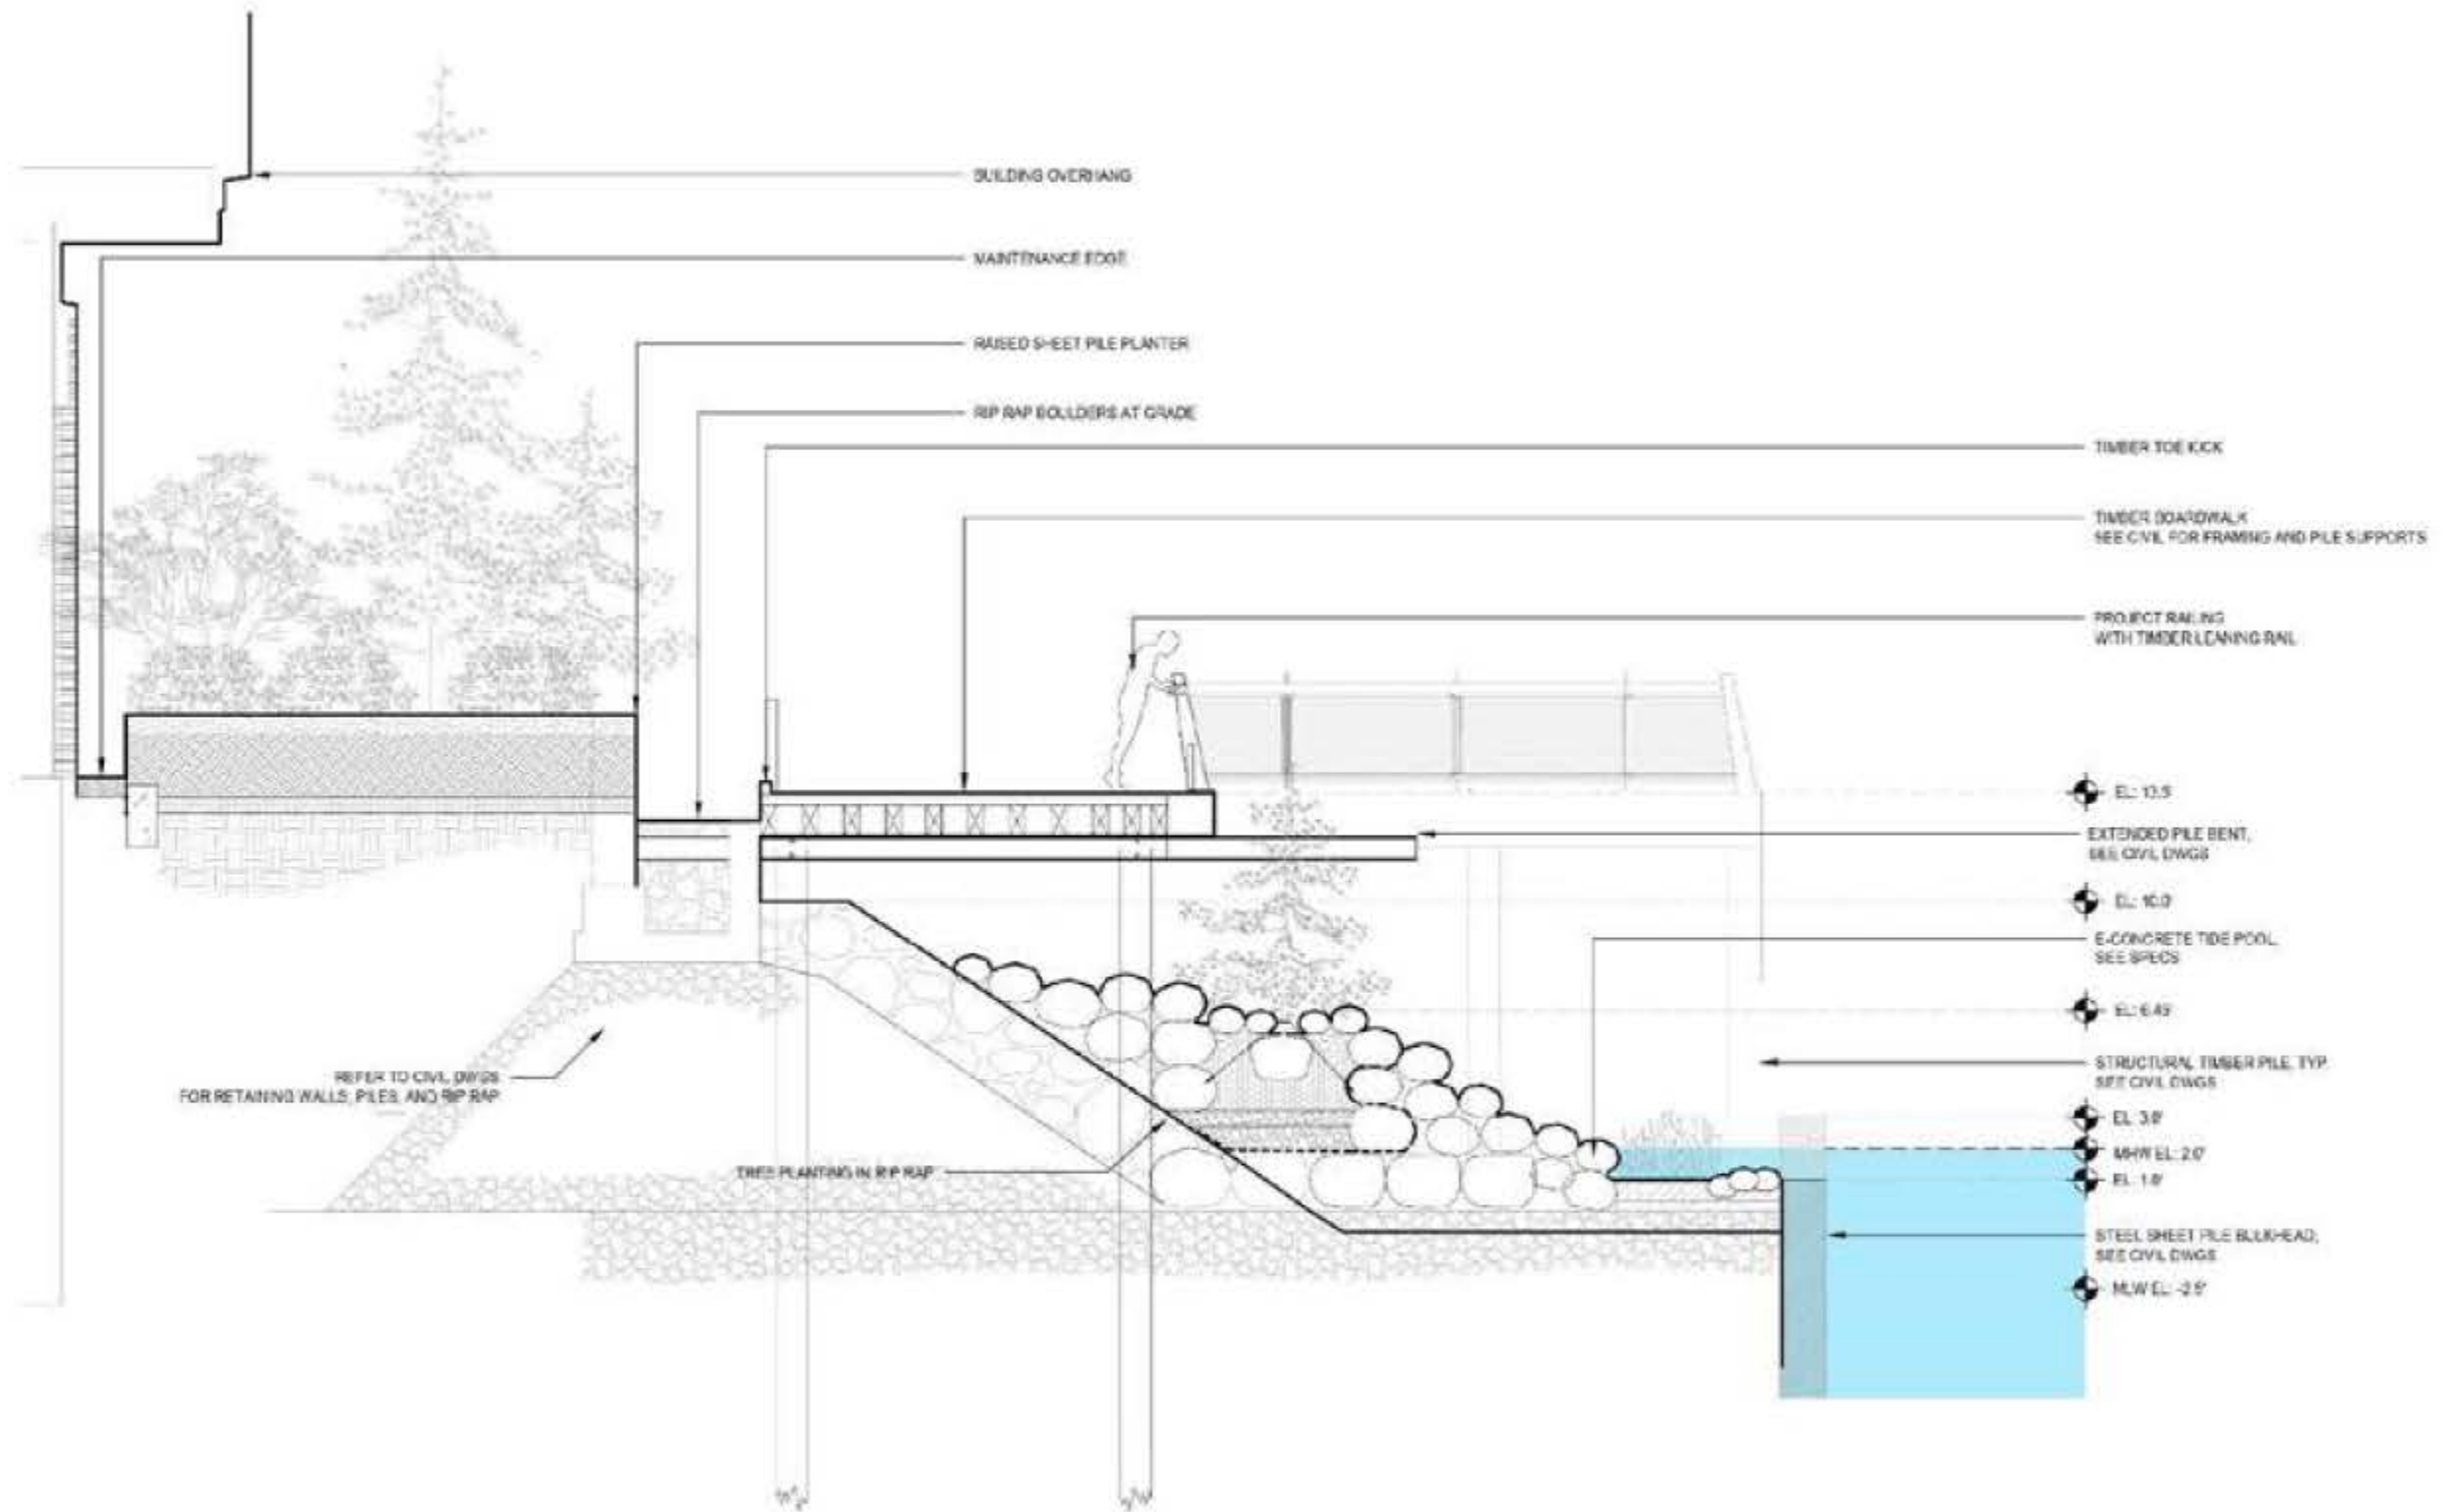 BUILDING OVERHANG
MAINTENANCE EDGE
RAISED SHEET PILE PLANTER
RIP RAP BOULDERS AT GRADE
TIMBER TOE KICK
TIMBER BOARDWALK
SEE CIVIL FOR FRAMING AND PILE SUPPORTS
PROJECT RAILING
WITH TIMBER LEANING RAIL
EL: 13.5'
EXTENDED PILE BENT,
SEE CIVIL DWGS
EL: 10.0'
E-CONCRETE TIDE POOL,
SEE SPECS
EL: 6.45'
STRUCTURAL TIMBER PILE, TYP.
SEE CIVIL DWGS
REFER TO CIVIL DWGS
FOR RETAINING WALLS, PILES, AND RIP RAP
EL: 3.0'
MHW EL: 2.0'
TREE PLANTING IN RIP RAP
EL: 1.0'
STEEL SHEET PILE BULKHEAD,
SEE CIVIL DWGS
MLW EL: